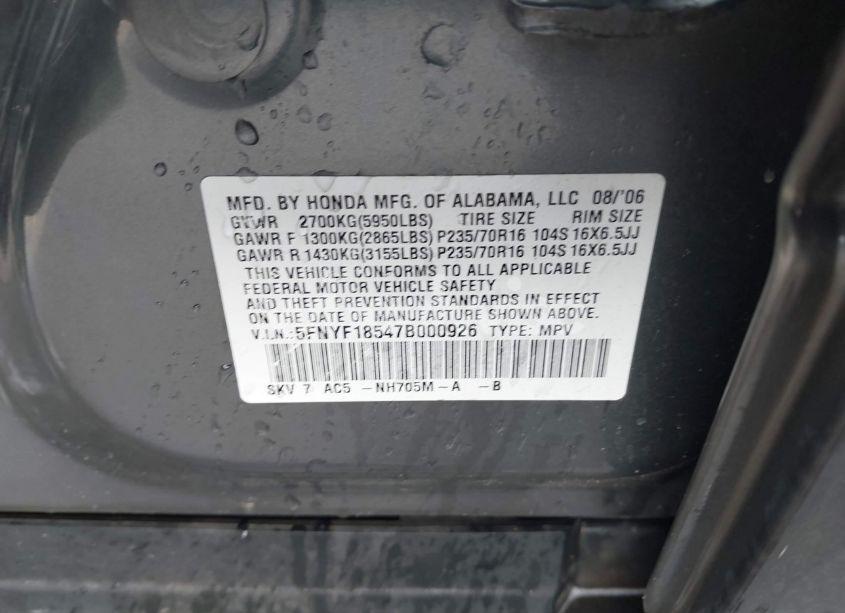 MFD. BY HONDA MFG. OF ALABAMA, LLC 08/'06
GVWR 2700KG(5950LBS) TIRE SIZE RIM SIZE
GAWR F 1300KG(2865LBS) P235/70R16 104S 16X6.5JJ
GAWR R 1430KG(3155LBS) P235/70R16 104S 16X6.5JJ
THIS VEHICLE CONFORMS TO ALL APPLICABLE
FEDERAL MOTOR VEHICLE SAFETY
AND THEFT PREVENTION STANDARDS IN EFFECT
ON THE DATE OF MANUFACTURE SHOWN ABOVE.
V.I.N.:5FNYF18547B000926 TYPE: MPV
SKV 7 AC5 -NH705M-A -B